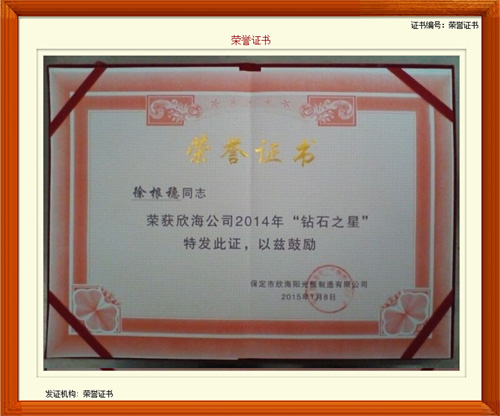 证书编号：荣誉证书
荣誉证书
荣誉证书
徐根稳同志
荣获欣海公司2014年“钻石之星”
特发此证，以兹鼓励
保定市欣海阳光板制造有限公司
2015年1月8日
发证机构：荣誉证书